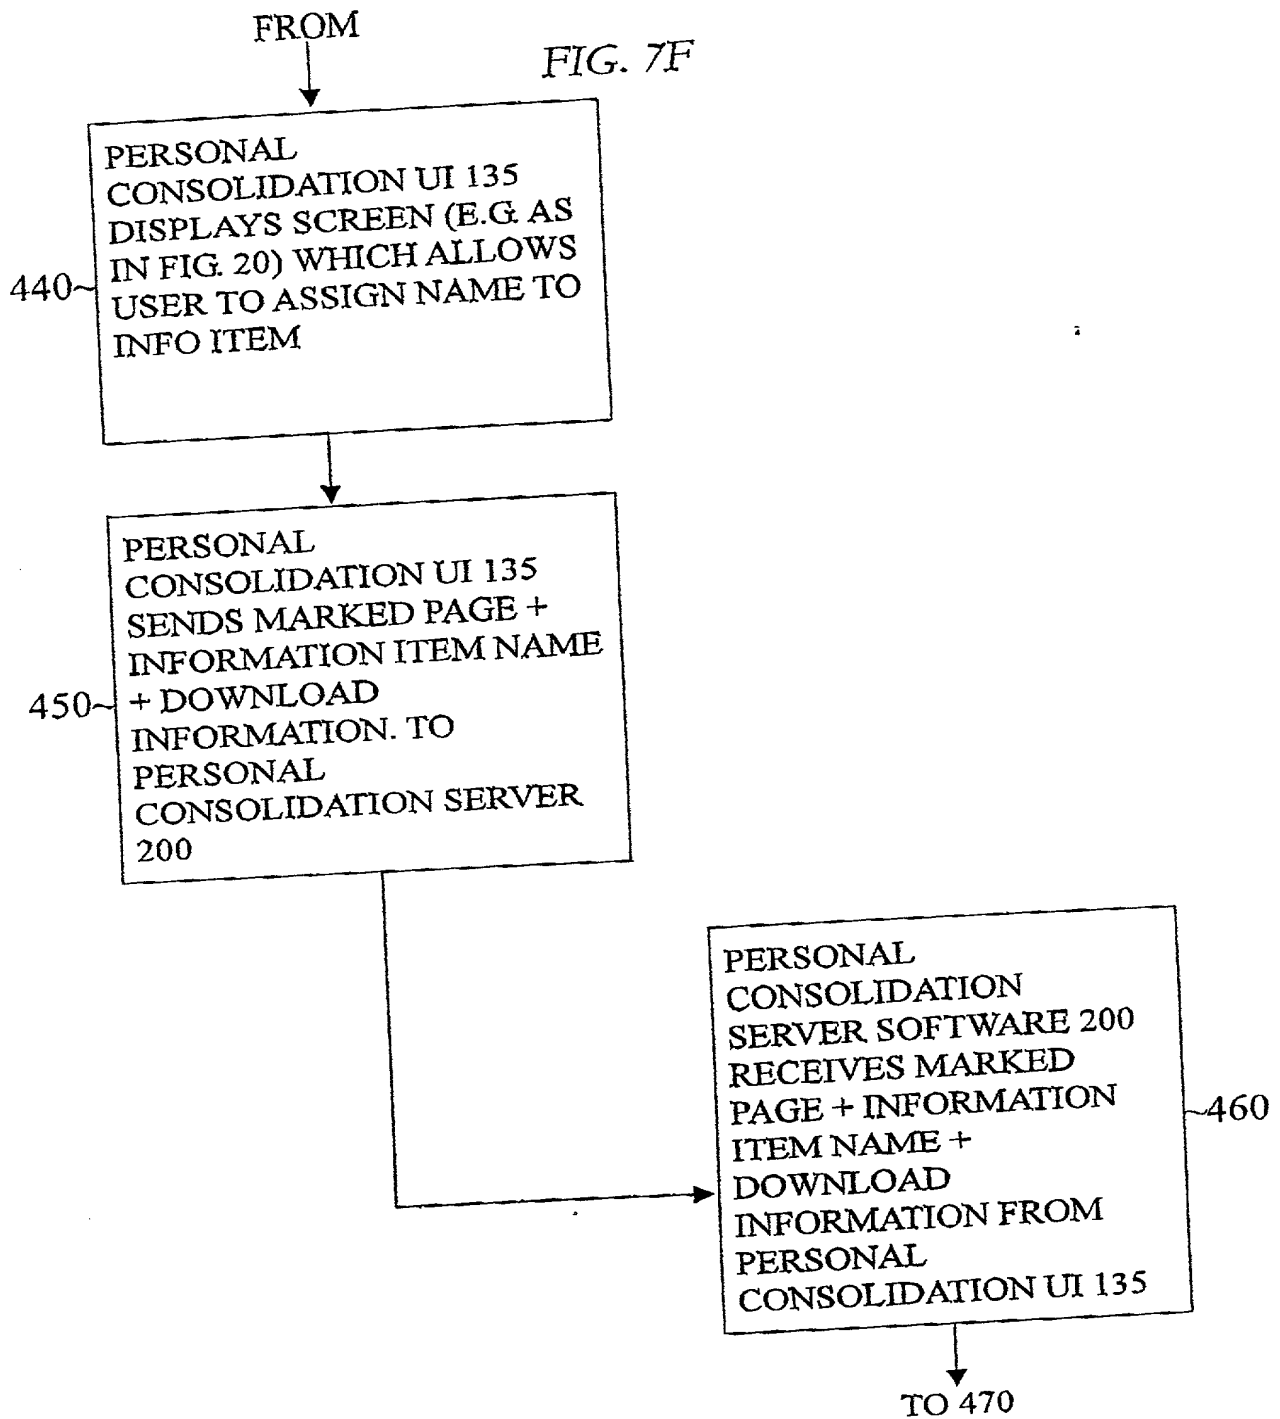 FROM
FIG. 7F
PERSONAL
CONSOLIDATION UI 135
DISPLAYS SCREEN (E.G. AS
IN FIG. 20) WHICH ALLOWS
USER TO ASSIGN NAME TO
INFO ITEM
440
PERSONAL
CONSOLIDATION UI 135
SENDS MARKED PAGE +
INFORMATION ITEM NAME
+ DOWNLOAD
INFORMATION. TO
PERSONAL
CONSOLIDATION SERVER
200
450
PERSONAL
CONSOLIDATION
SERVER SOFTWARE 200
RECEIVES MARKED
PAGE + INFORMATION
ITEM NAME +
DOWNLOAD
INFORMATION FROM
PERSONAL
CONSOLIDATION UI 135
460
TO 470